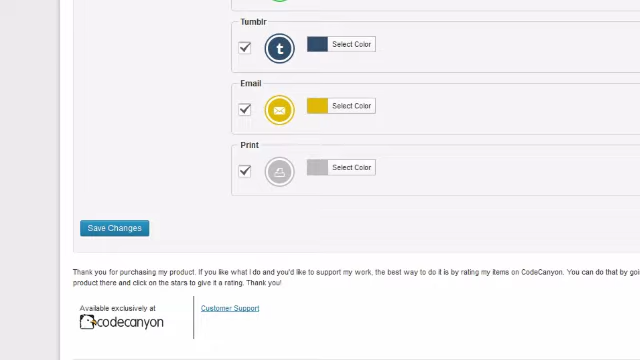 Tumblr
t
Select Color
Email
Select Color
Print
Select Color
Save Changes
Thank you for purchasing my product. If you like what I do and you'd like to support my work, the best way to do it is by rating my items on CodeCanyon. You can do that by goi
product there and click on the stars to give it a rating. Thank you!
Available exclusively at
codecanyon
Customer Support